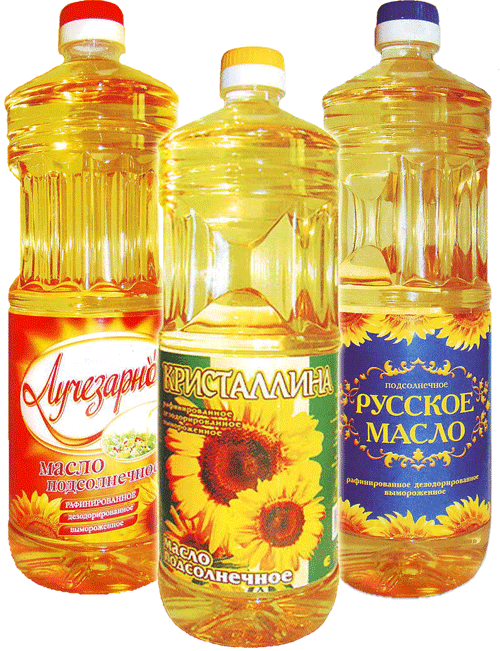 Лучезарно
масло
подсолнечное
РАФИНИРОВАННОЕ
дезодорированное
вымороженное
КРИСТАЛЛИНА
рафинированное
дезодорированное
вымороженное
масло
подсолнечное
подсолнечное
РУССКОЕ
МАСЛО
рафинированное дезодорированное
вымороженное